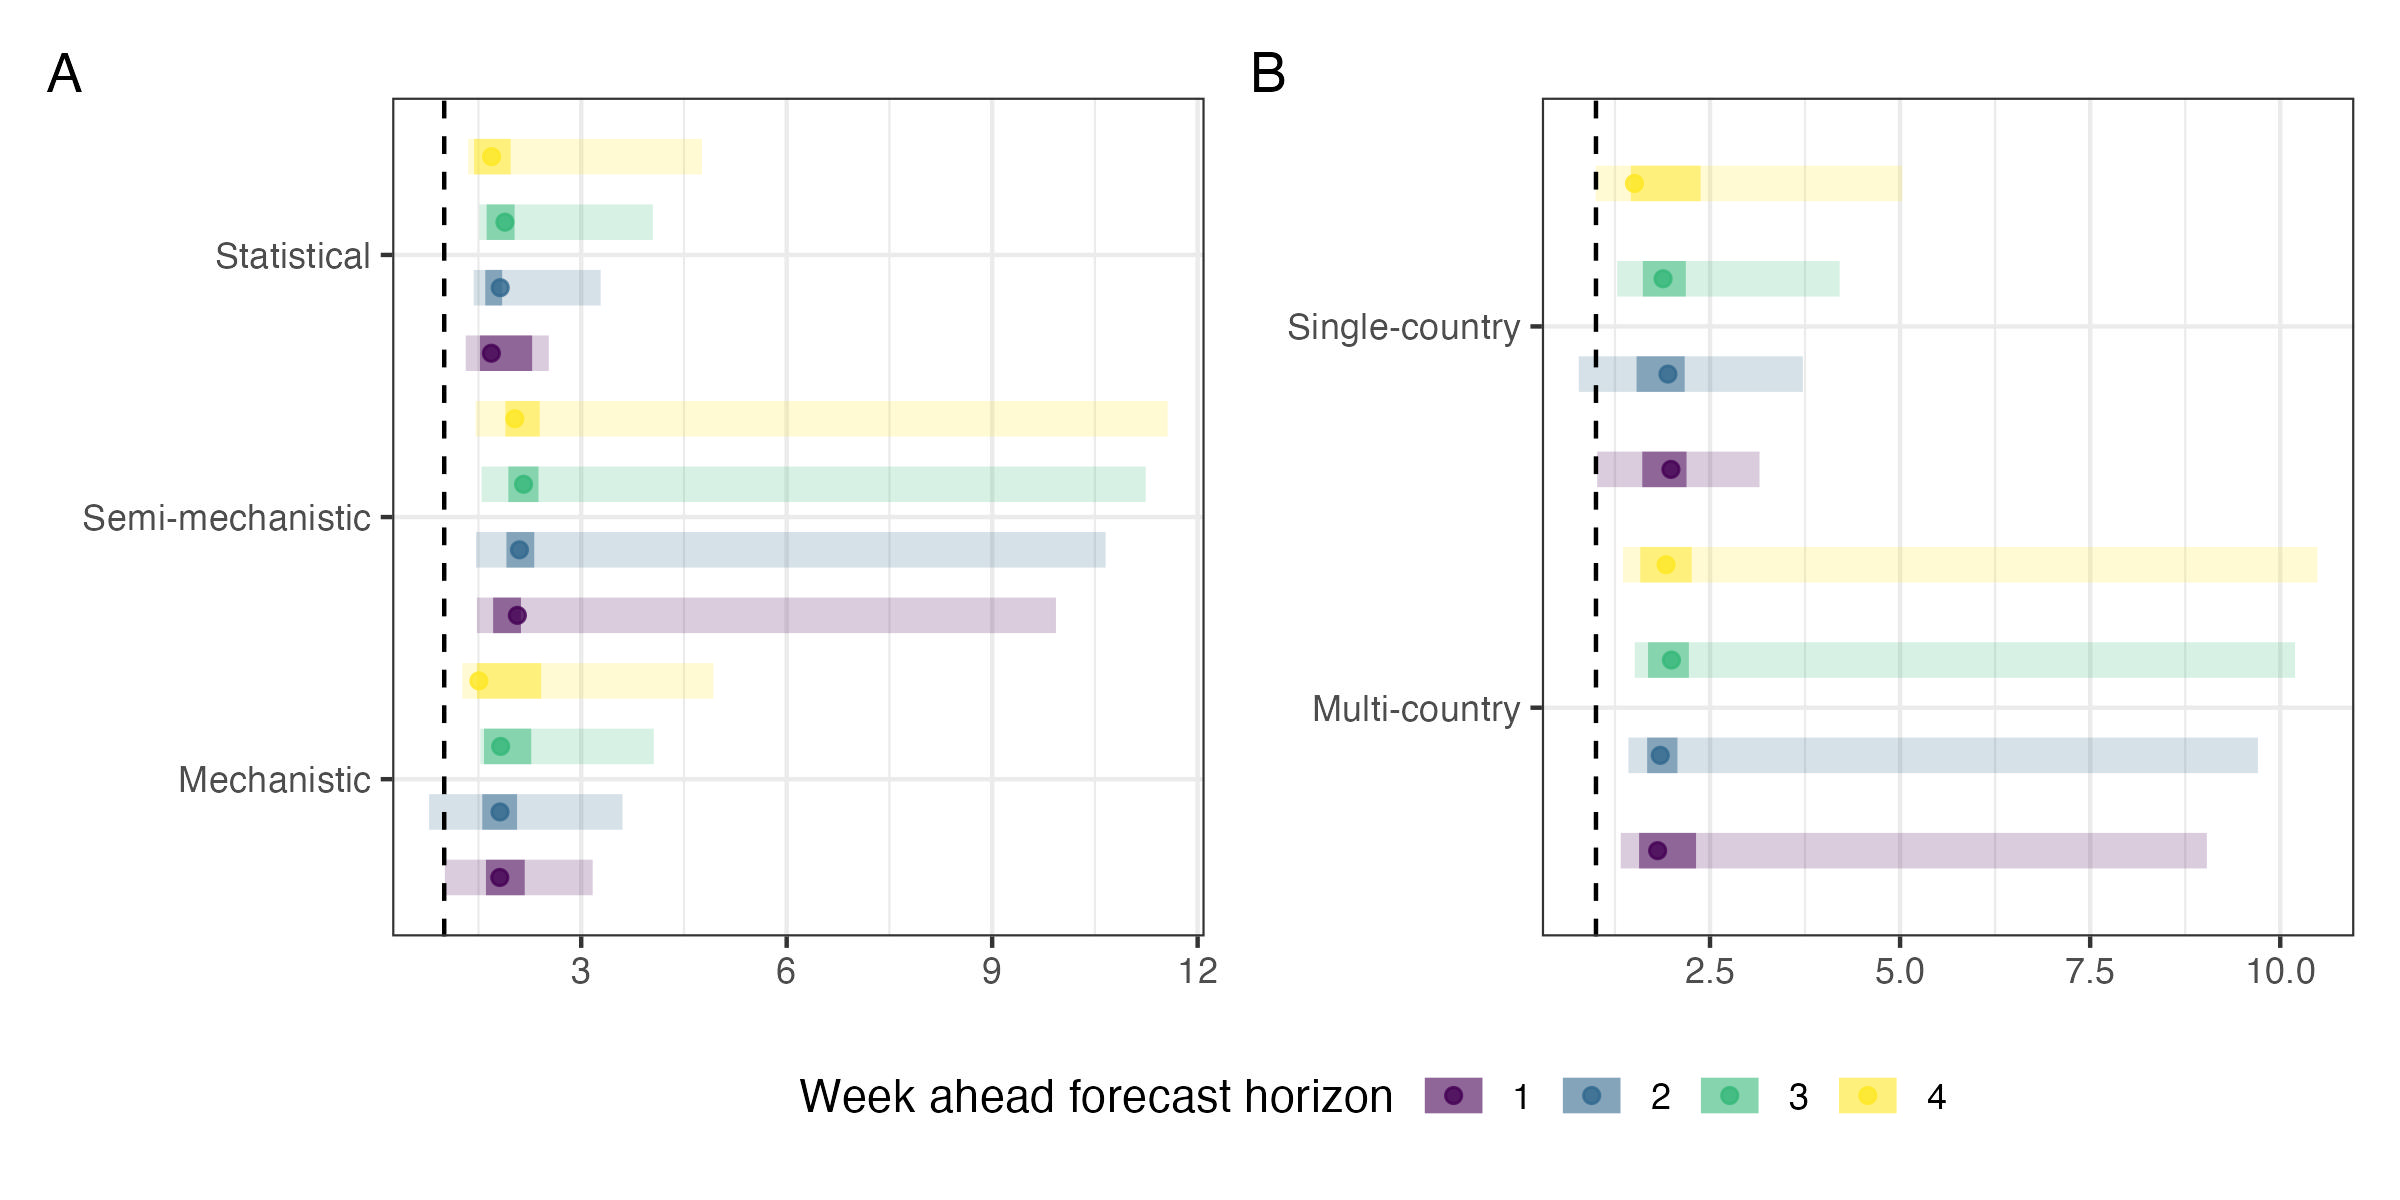 A
Statistical
Semi-mechanistic
Mechanistic
3 6 9 12
B
Single-country
Multi-country
2.5 5.0 7.5 10.0
Week ahead forecast horizon 1 2 3 4